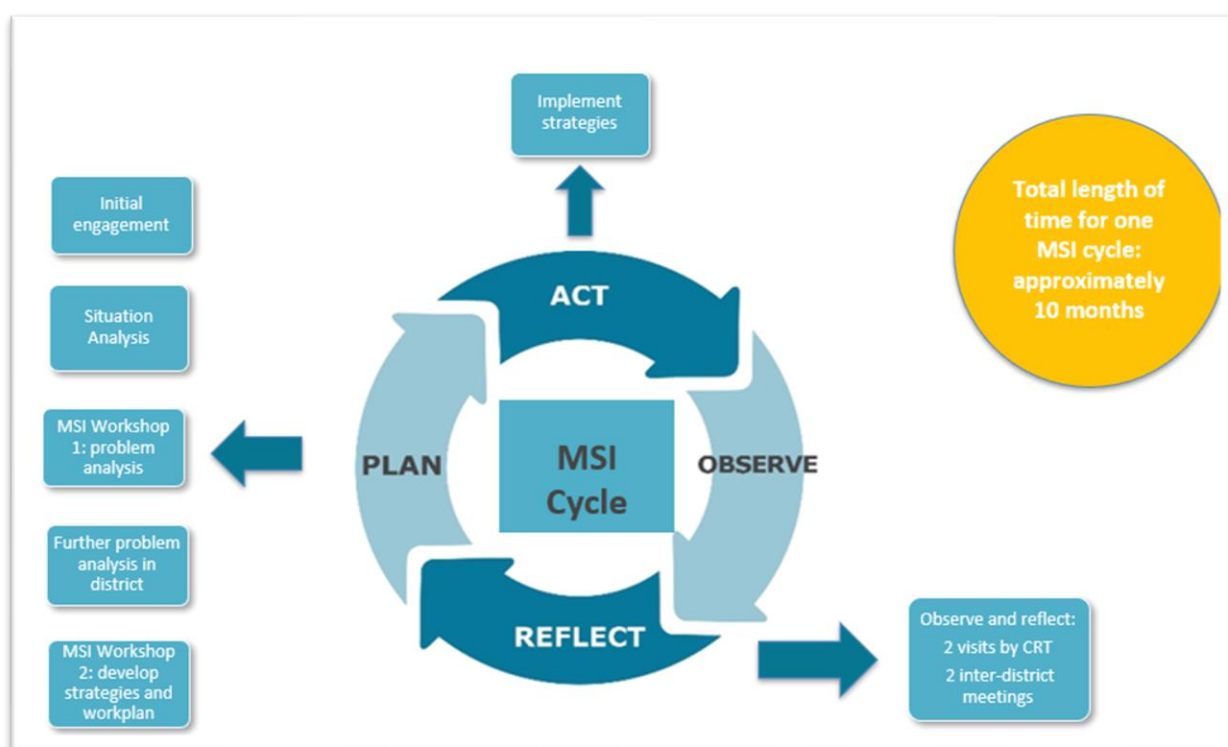 Implement
strategies
Initial
engagement
Situation
Analysis
MSI Workshop
1: problem
analysis
Further problem
analysis in
district
MSI Workshop
2: develop
strategies and
workplan
ACT
PLAN
MSI
Cycle
OBSERVE
REFLECT
Total length of
time for one
MSI cycle:
approximately
10 months
Observe and reflect:
2 visits by CRT
2 inter-district
meetings